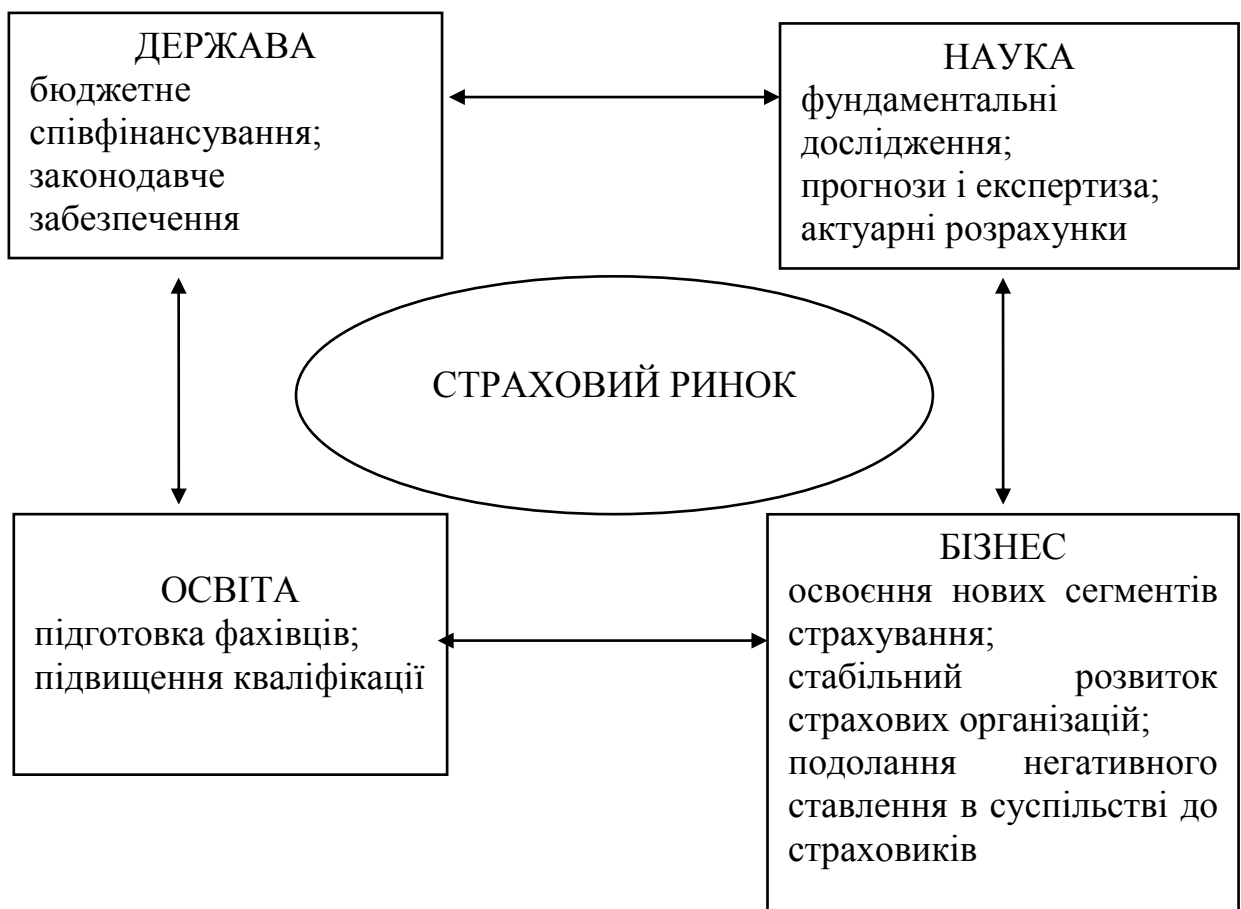 ДЕРЖАВА
бюджетне
співфінансування;
законодавче
забезпечення
НАУКА
фундаментальні
дослідження;
прогнози і експертиза;
актуарні розрахунки
СТРАХОВИЙ РИНОК
ОСВІТА
підготовка фахівців;
підвищення кваліфікації
БІЗНЕС
освоєння нових сегментів
страхування;
стабільний розвиток
страхових організацій;
подолання негативного
ставлення в суспільстві до
страховиків